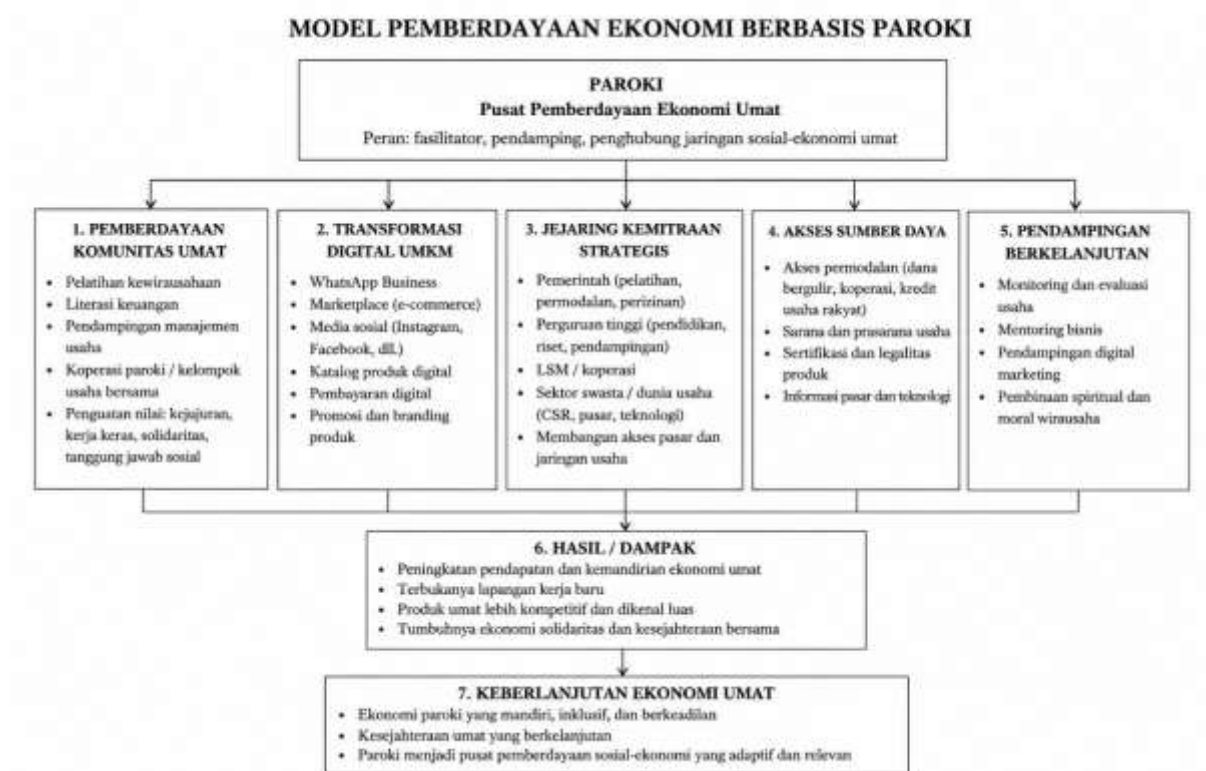 MODEL PEMBERDAYAAN EKONOMI BERBASIS PAROKI
PAROKI
Pusat Pemberdayaan Ekonomi Umat
Peran: fasilitator, pendamping, penghubung jaringan sosial-ekonomi umat
1. PEMBERDAYAAN
KOMUNITAS UMAT
• Pelatihan kewirausahaan
• Literasi keuangan
• Pendampingan manajemen
usaha
• Koperasi paroki / kelompok
usaha bersama
• Penguatan nilai: kejujuran,
kerja keras, solidaritas,
tanggung jawab sosial
2. TRANSFORMASI
DIGITAL UMKM
• WhatsApp Business
• Marketplace (e-commerce)
• Media sosial (Instagram,
Facebook, dll.)
• Katalog produk digital
• Pembayaran digital
• Promosi dan branding
produk
3. JEJARING KEMITRAAN
STRATEGIS
• Pemerintah (pelatihan,
permodalan, perizinan)
• Perguruan tinggi (pendidikan,
riset, pendampingan)
• LSM / koperasi
• Sektor swasta / dunia usaha
(CSR, pasar, teknologi)
• Membangun akses pasar dan
jaringan usaha
4. AKSES SUMBER DAYA
• Akses permodalan (dana
bergulir, koperasi, kredit
usaha rakyat)
• Sarana dan prasarana usaha
• Sertifikasi dan legalitas
produk
• Informasi pasar dan teknologi
5. PENDAMPINGAN
BERKELANJUTAN
• Monitoring dan evaluasi
usaha
• Mentoring bisnis
• Pendampingan digital
marketing
• Pembinaan spiritual dan
moral wirausaha
6. HASIL / DAMPAK
• Peningkatan pendapatan dan kemandirian ekonomi umat
• Terbukanya lapangan kerja baru
• Produk umat lebih kompetitif dan dikenal luas
• Tumbuhnya ekonomi solidaritas dan kesejahteraan bersama
7. KEBERLANJUTAN EKONOMI UMAT
• Ekonomi paroki yang mandiri, inklusif, dan berkeadilan
• Kesejahteraan umat yang berkelanjutan
• Paroki menjadi pusat pemberdayaan sosial-ekonomi yang adaptif dan relevan